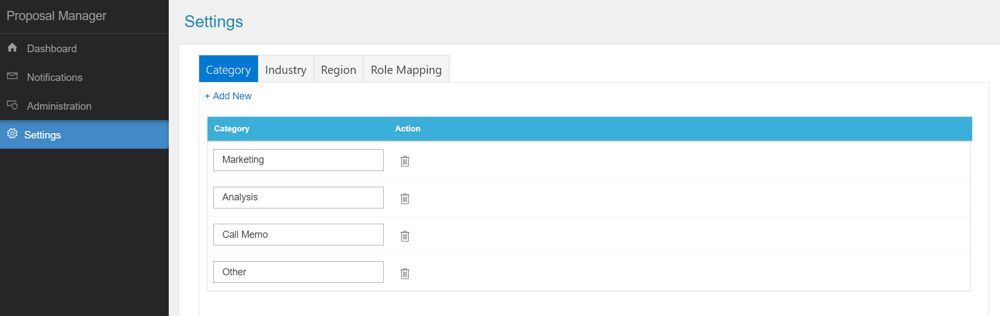 Proposal Manager
Dashboard
Notifications
Administration
Settings
Settings
Category Industry Region Role Mapping
+ Add New
Category Action
Marketing
Analysis
Call Memo
Other